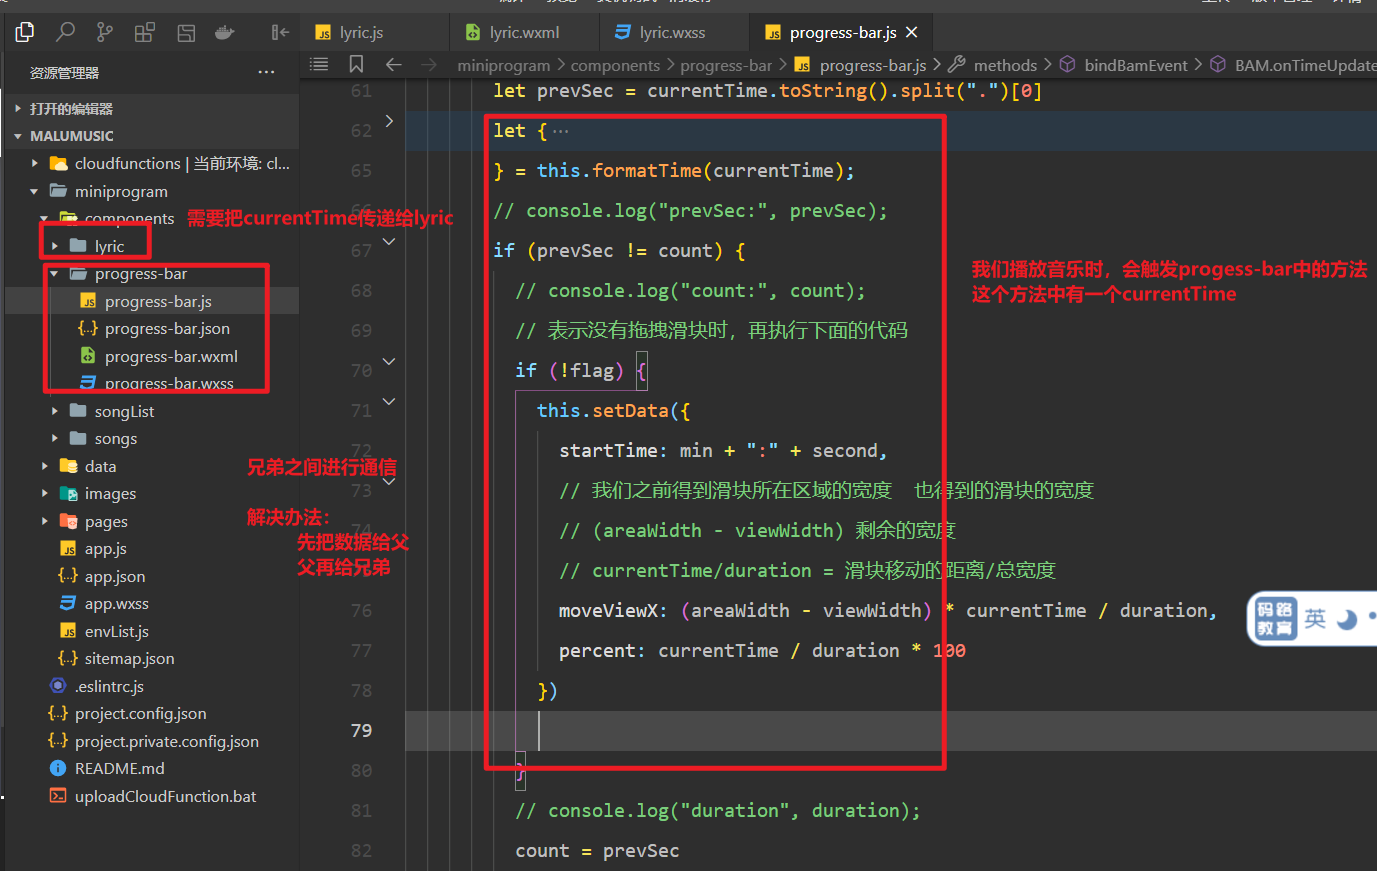 lyric.js
lyric.wxml
lyric.wxss
progress-bar.js
资源管理器
miniprogram
components
progress-bar
progress-bar.js
methods
bindBamEvent
BAM.onTimeUpdate
打开的编辑器
MALUMUSIC
cloudfunctions | 当前环境: cl...
miniprogram
components
lyric
progress-bar
progress-bar.js
progress-bar.json
progress-bar.wxml
progress-bar.wxss
songList
songs
data
images
pages
app.js
app.json
app.wxss
envList.js
sitemap.json
.eslintrc.js
project.config.json
project.private.config.json
README.md
uploadCloudFunction.bat
需要把currentTime传递给lyric
兄弟之间进行通信
解决办法：
先把数据给父
父再给兄弟
61 let prevSec = currentTime.toString().split(".")[0]
62 let {…
65 } = this.formatTime(currentTime);
// console.log("prevSec:", prevSec);
67 if (prevSec != count) {
68 // console.log("count:", count);
69 // 表示没有拖拽滑块时，再执行下面的代码
70 if (!flag) {
71 this.setData({
72 startTime: min + ":" + second,
73 // 我们之前得到滑块所在区域的宽度 也得到的滑块的宽度
74 // (areaWidth - viewWidth) 剩余的宽度
// currentTime/duration = 滑块移动的距离/总宽度
76 moveViewX: (areaWidth - viewWidth) * currentTime / duration,
77 percent: currentTime / duration * 100
78 })
79
80 }
81 // console.log("duration", duration);
82 count = prevSec
我们播放音乐时，会触发progess-bar中的方法
这个方法中有一个currentTime
码路
教育
英